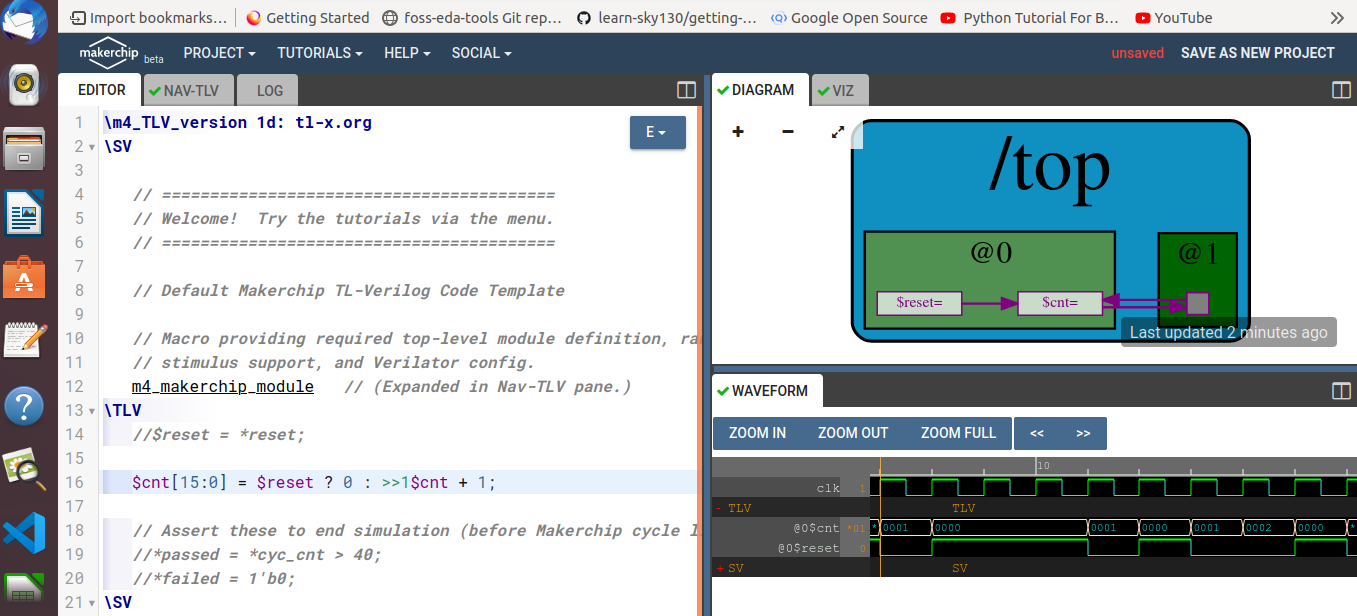 Import bookmarks... Getting Started foss-eda-tools Git rep... learn-sky130/getting-... Google Open Source Python Tutorial For B... YouTube
makerchip beta PROJECT TUTORIALS HELP SOCIAL unsaved SAVE AS NEW PROJECT
EDITOR NAV-TLV LOG
1 \m4_TLV_version 1d: tl-x.org
E
2 \SV
3
4 // =========================================
5 // Welcome!  Try the tutorials via the menu.
6 // =========================================
7
8 // Default Makerchip TL-Verilog Code Template
9
10 // Macro providing required top-level module definition, ra
11 // stimulus support, and Verilator config.
12 m4_makerchip_module   // (Expanded in Nav-TLV pane.)
13 \TLV
14 //$reset = *reset;
15
16 $cnt[15:0] = $reset ? 0 : >>1$cnt + 1;
17
18 // Assert these to end simulation (before Makerchip cycle l
19 //*passed = *cyc_cnt > 40;
20 //*failed = 1'b0;
21 \SV
DIAGRAM VIZ
/top
@0 @1
$reset= $cnt=
Last updated 2 minutes ago
WAVEFORM
ZOOM IN ZOOM OUT ZOOM FULL << >>
10
clk 1
- TLV TLV
@0$cnt *01 * 0001 0000 0001 0000 0001 0002 0000 *
@0$reset 0
+ SV SV